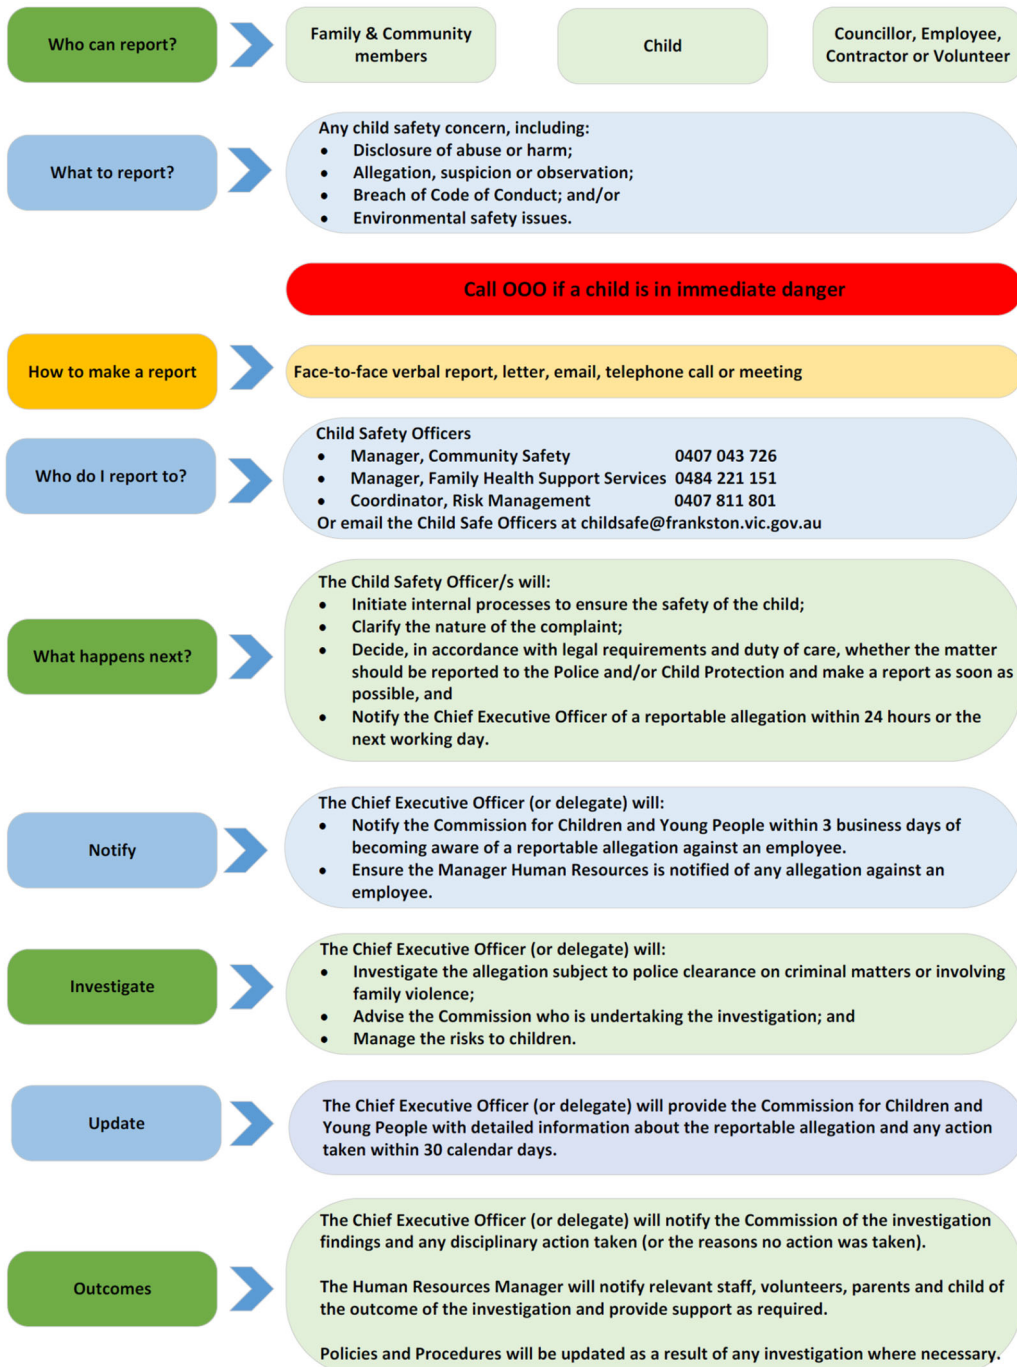 Who can report?
Family & Community
members
Child
Councillor, Employee,
Contractor or Volunteer
What to report?
Any child safety concern, including:
• Disclosure of abuse or harm;
• Allegation, suspicion or observation;
• Breach of Code of Conduct; and/or
• Environmental safety issues.
Call OOO if a child is in immediate danger
How to make a report
Face-to-face verbal report, letter, email, telephone call or meeting
Who do I report to?
Child Safety Officers
• Manager, Community Safety 0407 043 726
• Manager, Family Health Support Services 0484 221 151
• Coordinator, Risk Management 0407 811 801
Or email the Child Safe Officers at childsafe@frankston.vic.gov.au
What happens next?
The Child Safety Officer/s will:
• Initiate internal processes to ensure the safety of the child;
• Clarify the nature of the complaint;
• Decide, in accordance with legal requirements and duty of care, whether the matter
should be reported to the Police and/or Child Protection and make a report as soon as
possible, and
• Notify the Chief Executive Officer of a reportable allegation within 24 hours or the
next working day.
Notify
The Chief Executive Officer (or delegate) will:
• Notify the Commission for Children and Young People within 3 business days of
becoming aware of a reportable allegation against an employee.
• Ensure the Manager Human Resources is notified of any allegation against an
employee.
Investigate
The Chief Executive Officer (or delegate) will:
• Investigate the allegation subject to police clearance on criminal matters or involving
family violence;
• Advise the Commission who is undertaking the investigation; and
• Manage the risks to children.
Update
The Chief Executive Officer (or delegate) will provide the Commission for Children and
Young People with detailed information about the reportable allegation and any action
taken within 30 calendar days.
Outcomes
The Chief Executive Officer (or delegate) will notify the Commission of the investigation
findings and any disciplinary action taken (or the reasons no action was taken).
The Human Resources Manager will notify relevant staff, volunteers, parents and child of
the outcome of the investigation and provide support as required.
Policies and Procedures will be updated as a result of any investigation where necessary.